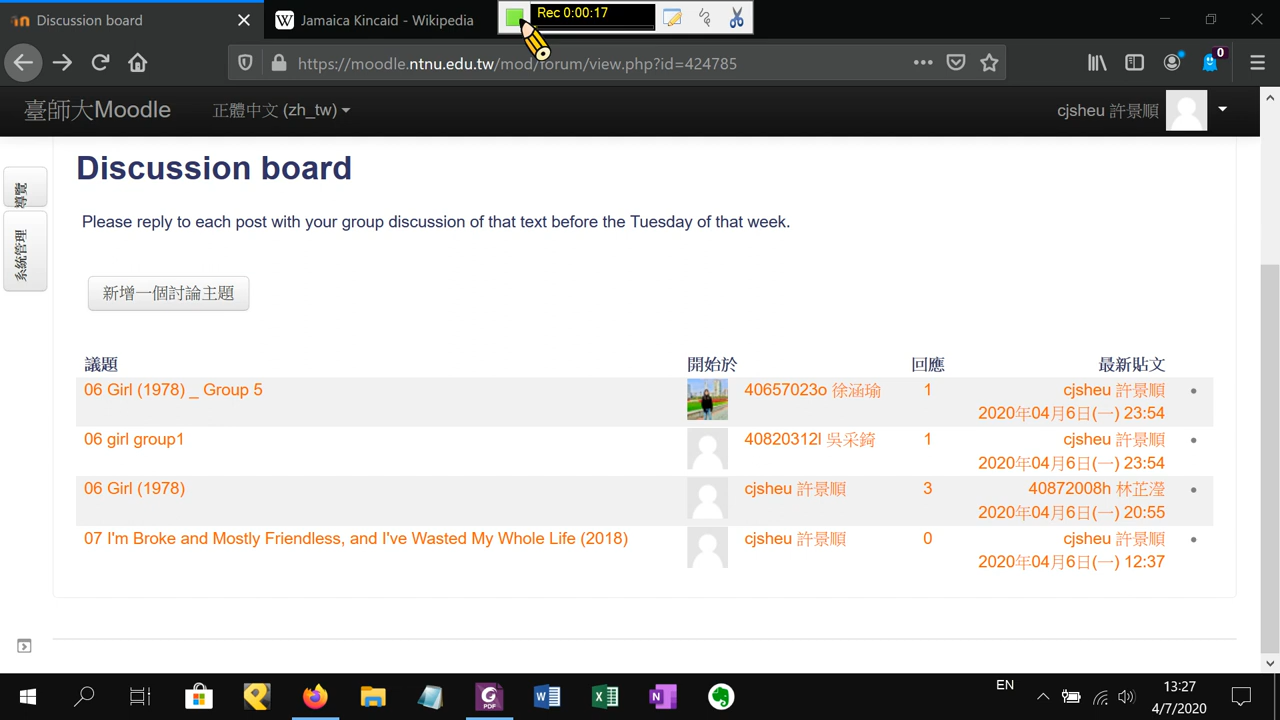 Discussion board
Jamaica Kincaid - Wikipedia
Rec 0:00:17
https://moodle.ntnu.edu.tw/mod/forum/view.php?id=424785
0
臺師大Moodle
正體中文 (zh_tw)
cjsheu 許景順
導覽
系統管理
Discussion board
Please reply to each post with your group discussion of that text before the Tuesday of that week.
新增一個討論主題
議題 開始於 回應 最新貼文
06 Girl (1978) _ Group 5 40657023o 徐涵瑜 1 cjsheu 許景順
2020年04月6日(一) 23:54
06 girl group1 40820312l 吳采錡 1 cjsheu 許景順
2020年04月6日(一) 23:54
06 Girl (1978) cjsheu 許景順 3 40872008h 林芷瀅
2020年04月6日(一) 20:55
07 I'm Broke and Mostly Friendless, and I've Wasted My Whole Life (2018) cjsheu 許景順 0 cjsheu 許景順
2020年04月6日(一) 12:37
PDF
EN
13:27
4/7/2020